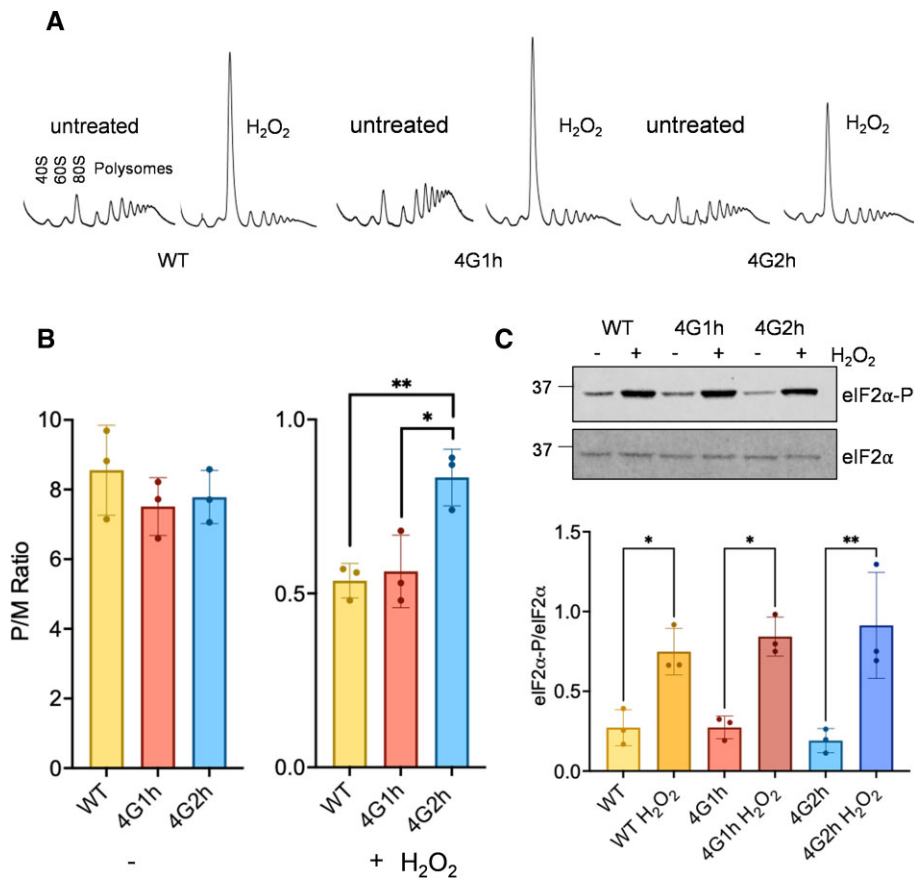 A
untreated
H₂O₂
untreated
H₂O₂
untreated
H₂O₂
40S
60S
80S
Polysomes
WT
4G1h
4G2h
B
P/M Ratio
10
8
6
4
2
0
WT
4G1h
4G2h
-
**
*
1.0
0.5
0.0
WT
4G1h
4G2h
+ H₂O₂
C
WT 4G1h 4G2h
- + - + - + H₂O₂
37
eIF2α-P
37
eIF2α
eIF2α-P/eIF2α
1.5
1.0
0.5
0.0
* * **
WT
WT H₂O₂
4G1h
4G1h H₂O₂
4G2h
4G2h H₂O₂